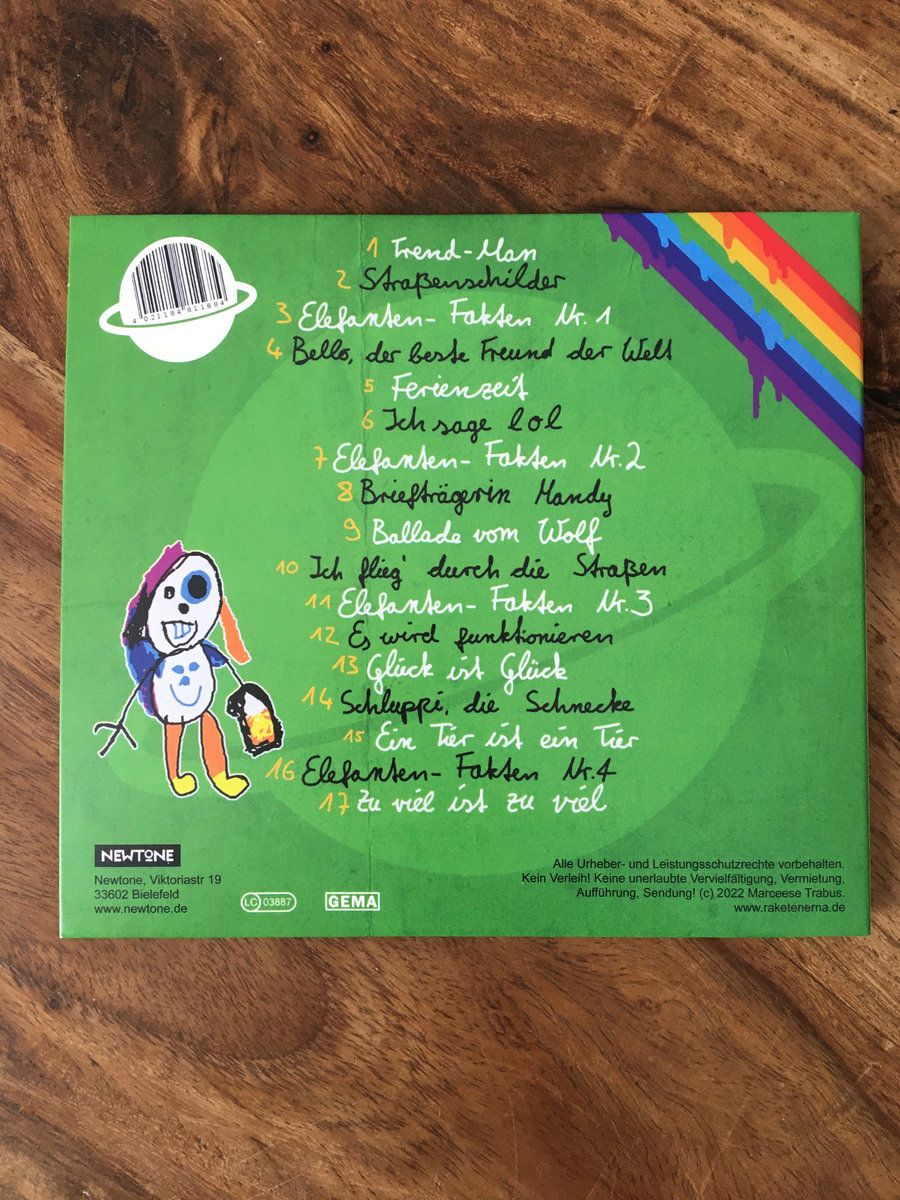 4 021184 811684
1 Trend-Man
2 Straßenschilder
3 Elefanten-Fakten Nr. 1
4 Bello, der beste Freund der Welt
5 Ferienzeit
6 Ich sage lol
7 Elefanten-Fakten Nr. 2
8 Briefträgerin Mandy
9 Ballade vom Wolf
10 Ich flieg' durch die Straßen
11 Elefanten-Fakten Nr. 3
12 Es wird funktionieren
13 Glück ist Glück
14 Schluppi, die Schnecke
15 Ein Tier ist ein Tier
16 Elefanten-Fakten Nr. 4
17 Zu viel ist zu viel
NEWTONE
Newtone, Viktoriastr 19
33602 Bielefeld
www.newtone.de
LC 03887
GEMA
Alle Urheber- und Leistungsschutzrechte vorbehalten.
Kein Verleih! Keine unerlaubte Vervielfältigung, Vermietung,
Aufführung, Sendung! (c) 2022 Marceese Trabus.
www.raketenerna.de